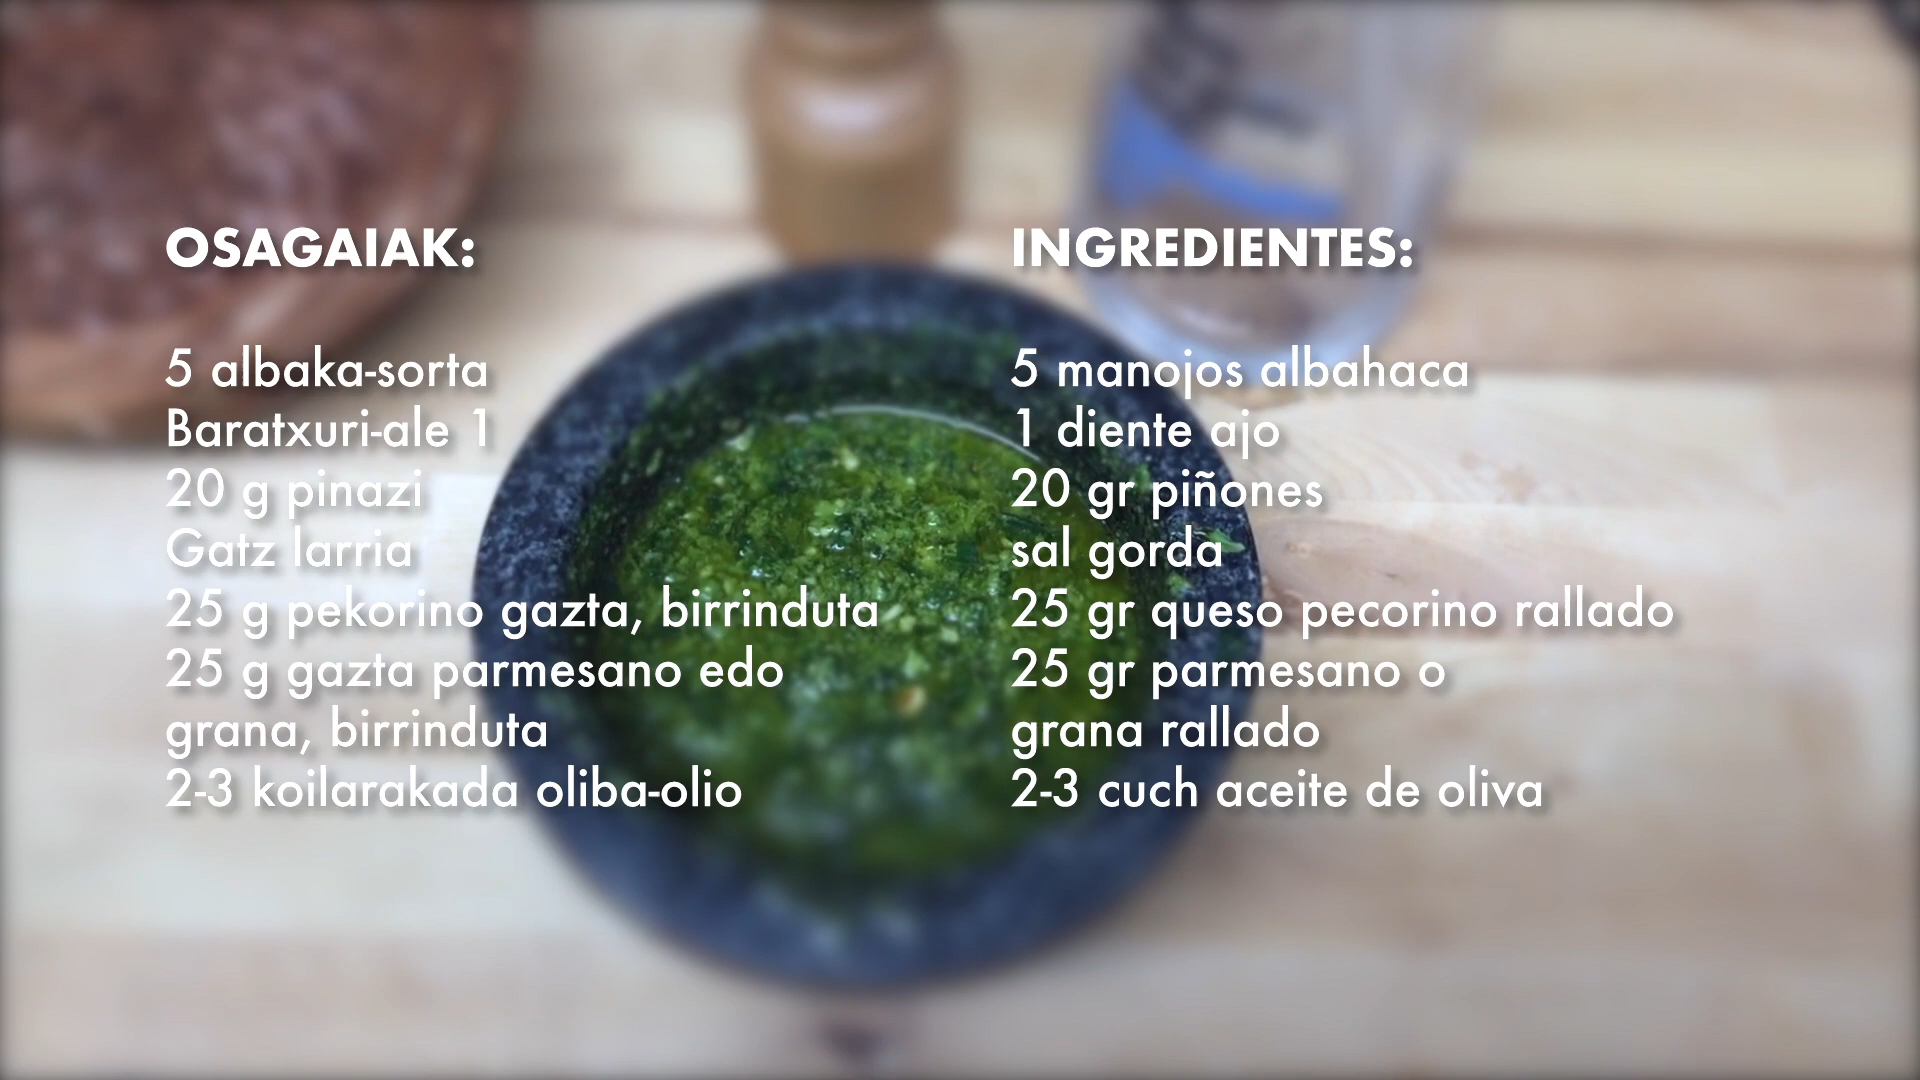 OSAGAIAK:
5 albaka-sorta
Baratxuri-ale 1
20 g pinazi
Gatz larria
25 g pekorino gazta, birrinduta
25 g gazta parmesano edo
grana, birrinduta
2-3 koilarakada oliba-olio
INGREDIENTES:
5 manojos albahaca
1 diente ajo
20 gr piñones
sal gorda
25 gr queso pecorino rallado
25 gr parmesano o
grana rallado
2-3 cuch aceite de oliva